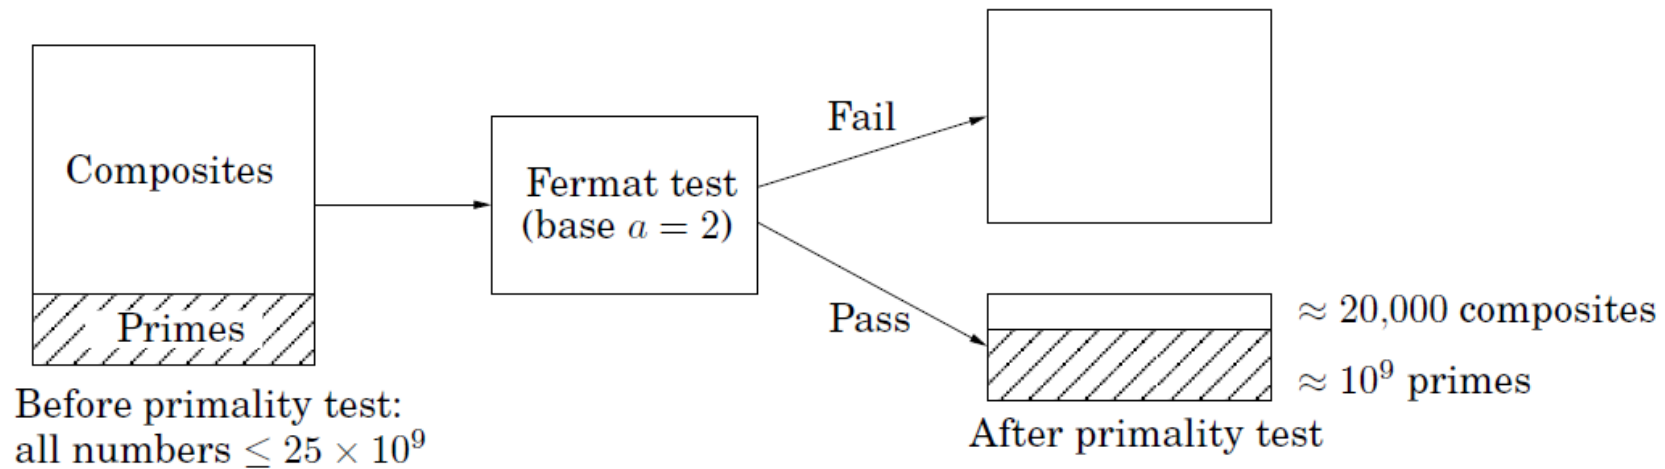 Composites
Primes
Before primality test:
all numbers ≤ 25 × 10⁹
Fermat test
(base a = 2)
Fail
Pass
≈ 20,000 composites
≈ 10⁹ primes
After primality test